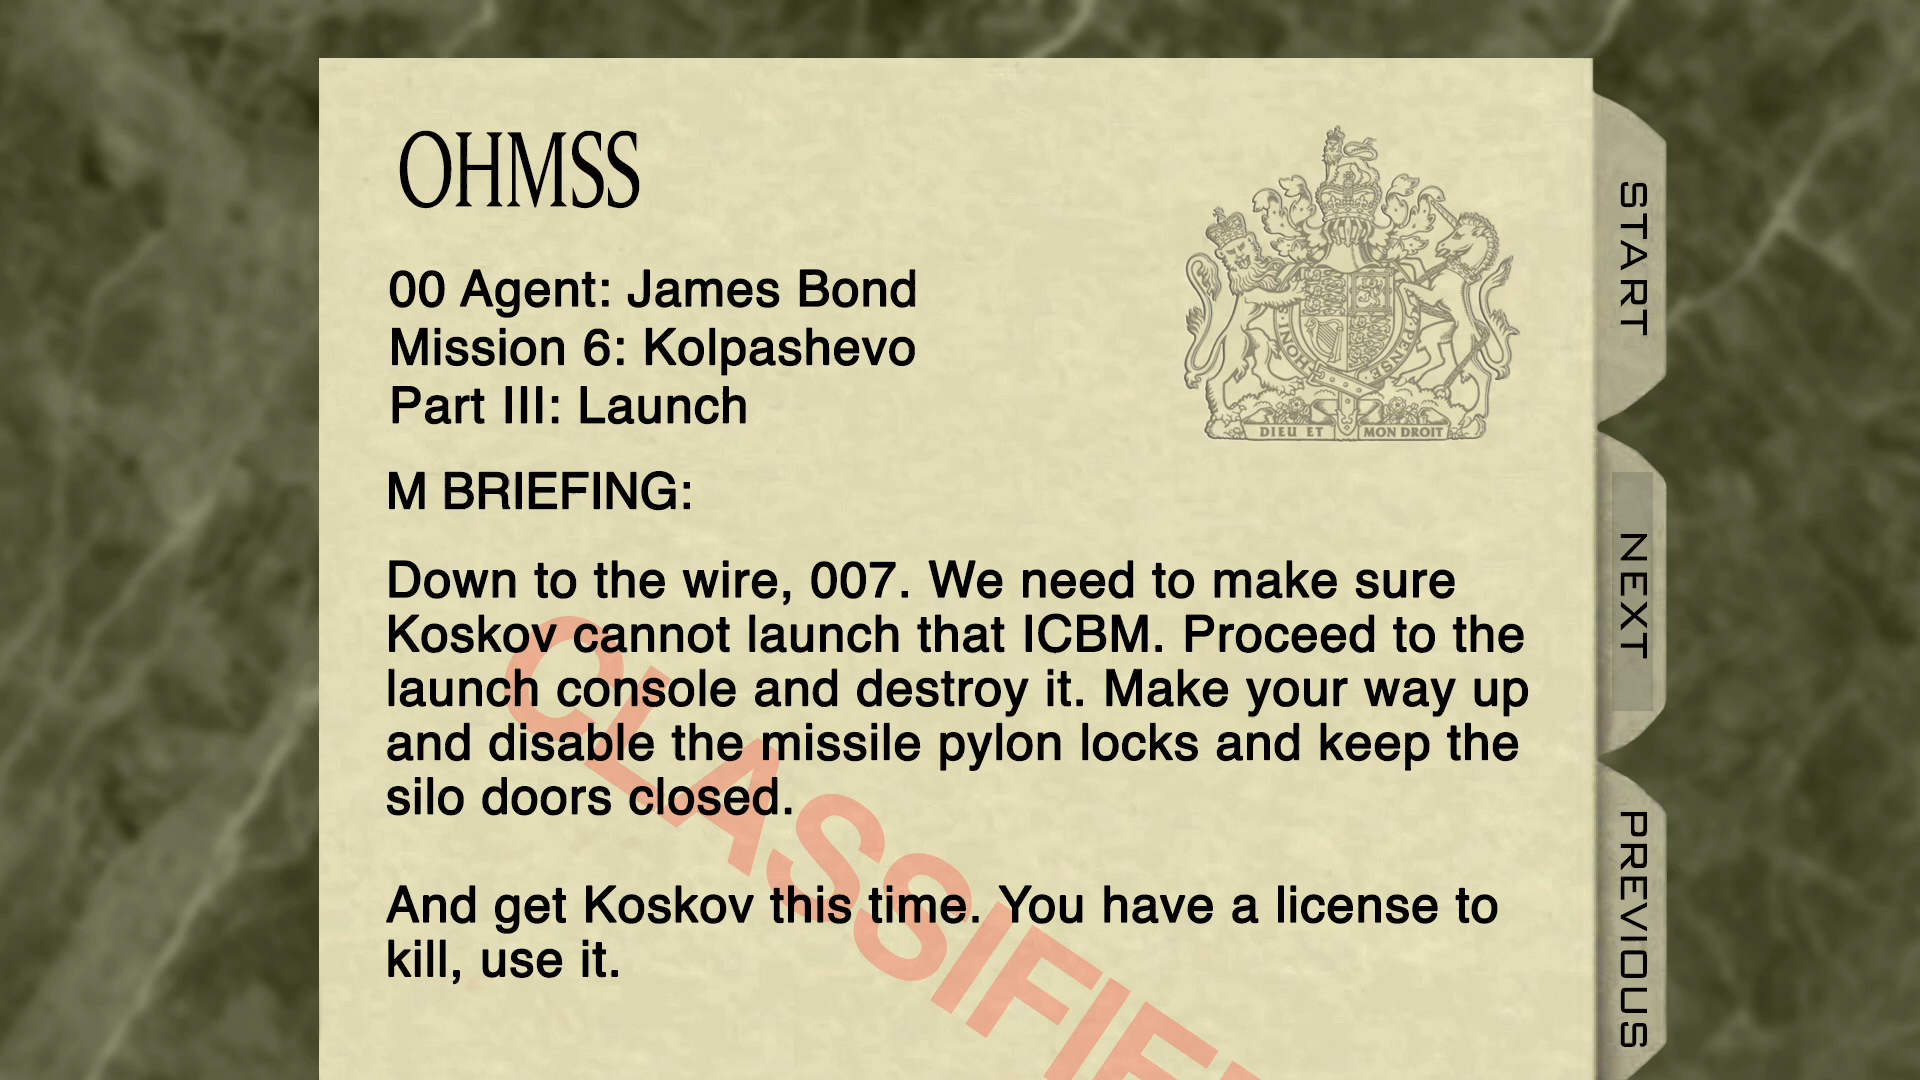 OHMSS
00 Agent: James Bond
Mission 6: Kolpashevo
Part III: Launch
M BRIEFING:
Down to the wire, 007. We need to make sure
Koskov cannot launch that ICBM. Proceed to the
launch console and destroy it. Make your way up
and disable the missile pylon locks and keep the
silo doors closed.
And get Koskov this time. You have a license to
kill, use it.
CLASSIFIE
HONI
PENSE
DIEU ET MON DROIT
START
NEXT
PREVIOUS